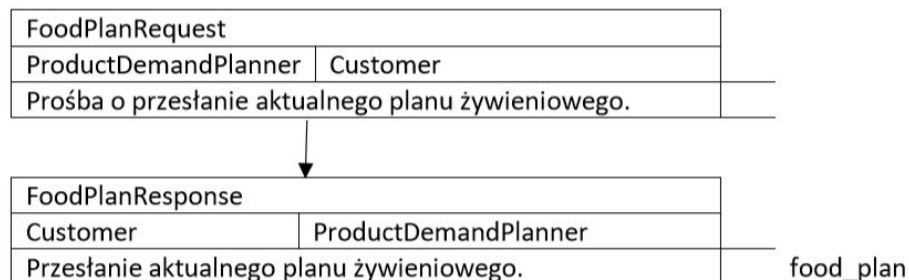 FoodPlanRequest
ProductDemandPlanner Customer
Prośba o przesłanie aktualnego planu żywieniowego.
FoodPlanResponse
Customer ProductDemandPlanner
Przesłanie aktualnego planu żywieniowego. food_plan